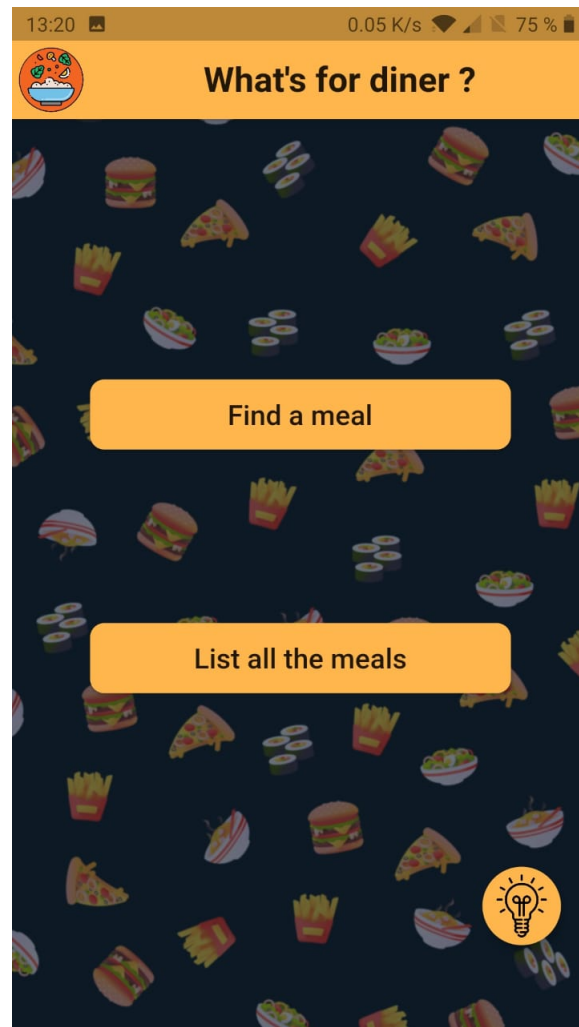 13:20 0.05 K/s 75 %
What's for diner ?
Find a meal
List all the meals